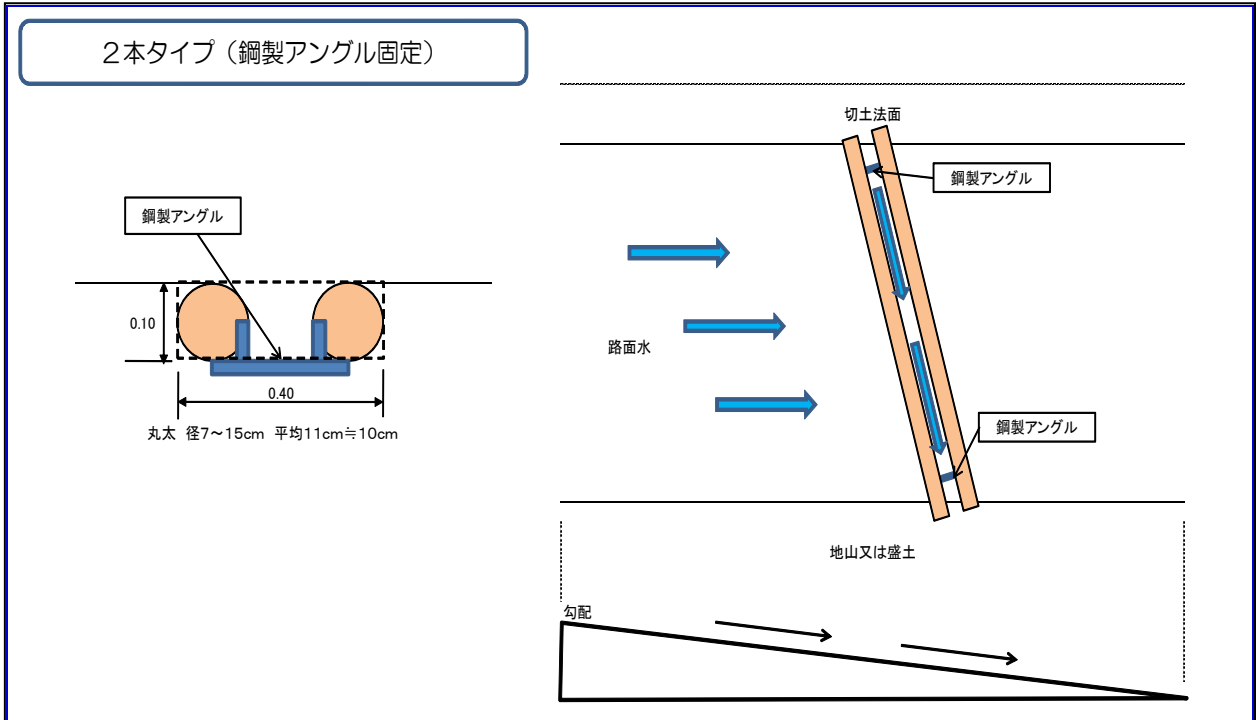 2本タイプ（鋼製アングル固定）
切土法面
鋼製アングル
鋼製アングル
0.10
路面水
0.40
丸太 径7～15cm 平均11cm≒10cm
鋼製アングル
地山又は盛土
勾配